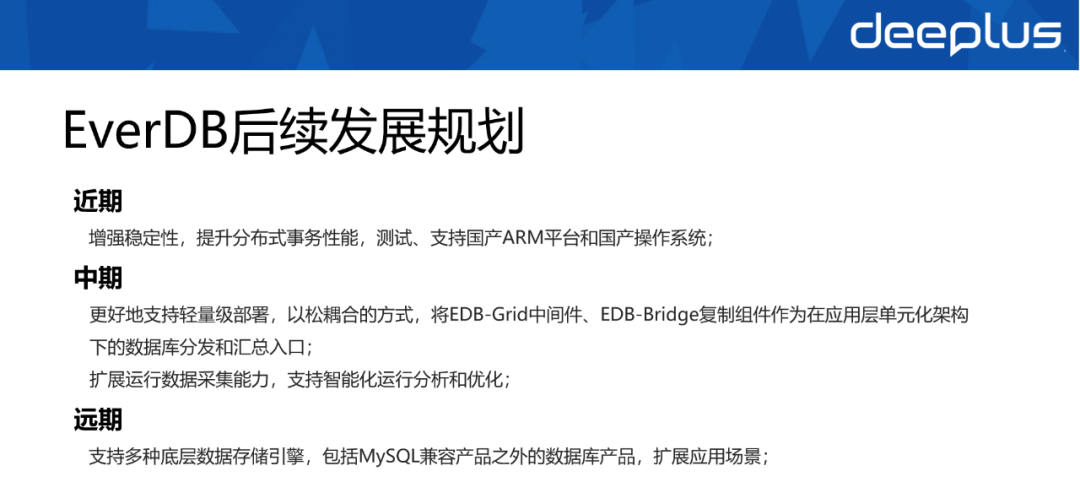 deeplus
EverDB后续发展规划
近期
增强稳定性，提升分布式事务性能，测试、支持国产ARM平台和国产操作系统；
中期
更好地支持轻量级部署，以松耦合的方式，将EDB-Grid中间件、EDB-Bridge复制组件作为在应用层单元化架构
下的数据库分发和汇总入口；
扩展运行数据采集能力，支持智能化运行分析和优化；
远期
支持多种底层数据存储引擎，包括MySQL兼容产品之外的数据库产品，扩展应用场景；